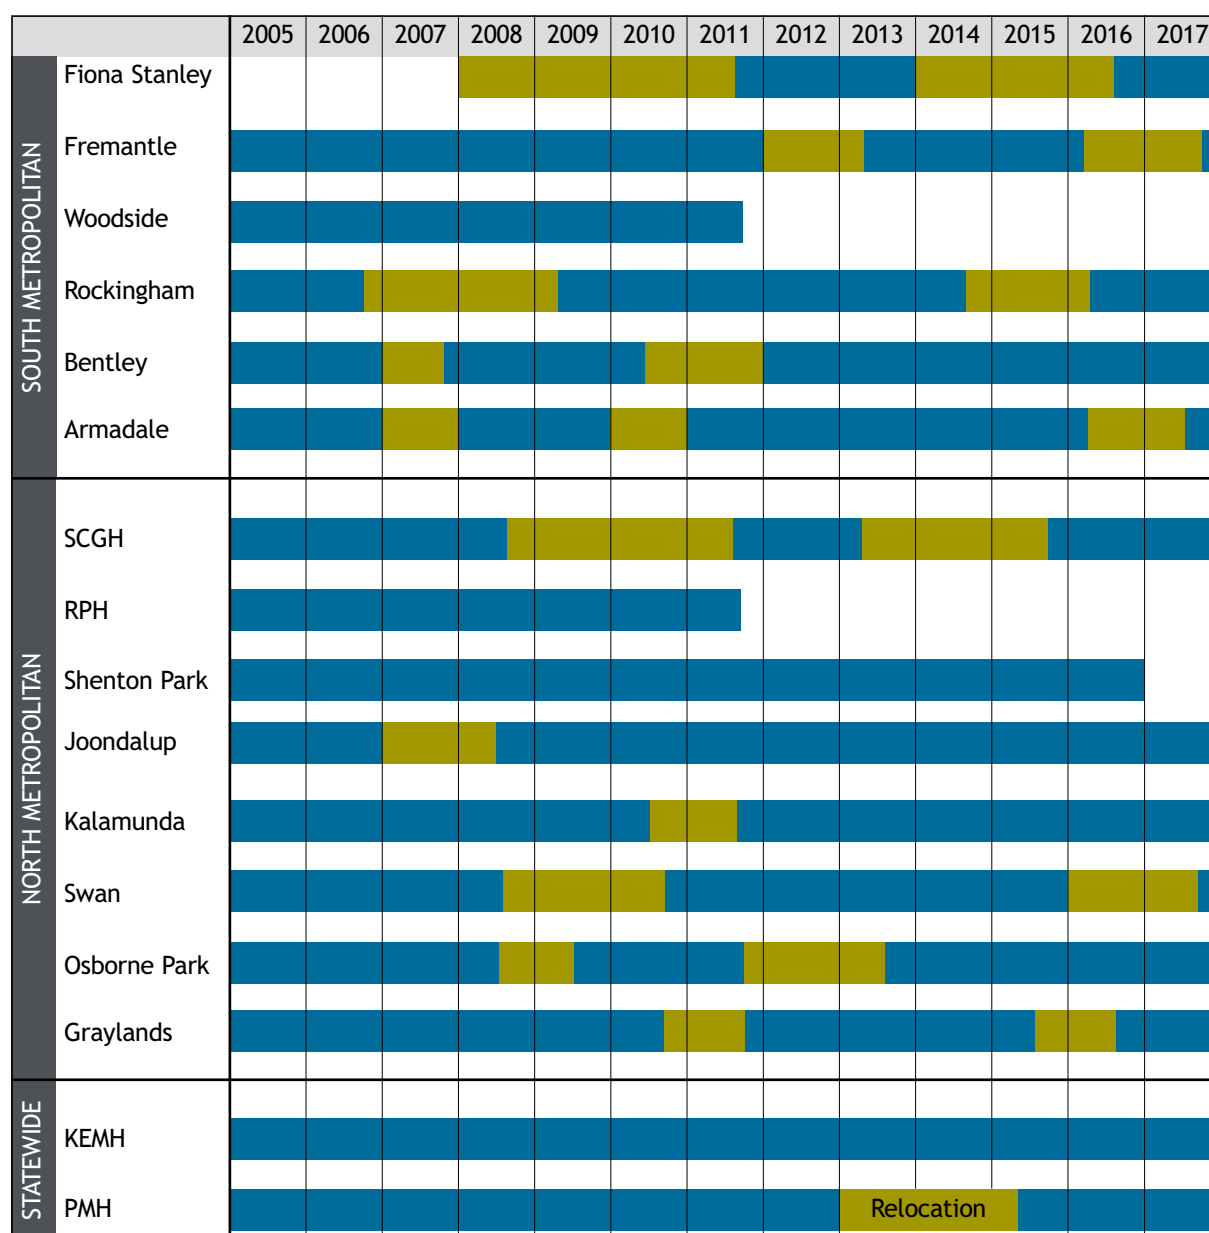 2005 2006 2007 2008 2009 2010 2011 2012 2013 2014 2015 2016 2017
SOUTH METROPOLITAN
Fiona Stanley
Fremantle
Woodside
Rockingham
Bentley
Armadale
NORTH METROPOLITAN
SCGH
RPH
Shenton Park
Joondalup
Kalamunda
Swan
Osborne Park
Graylands
STATEWIDE
KEMH
PMH Relocation